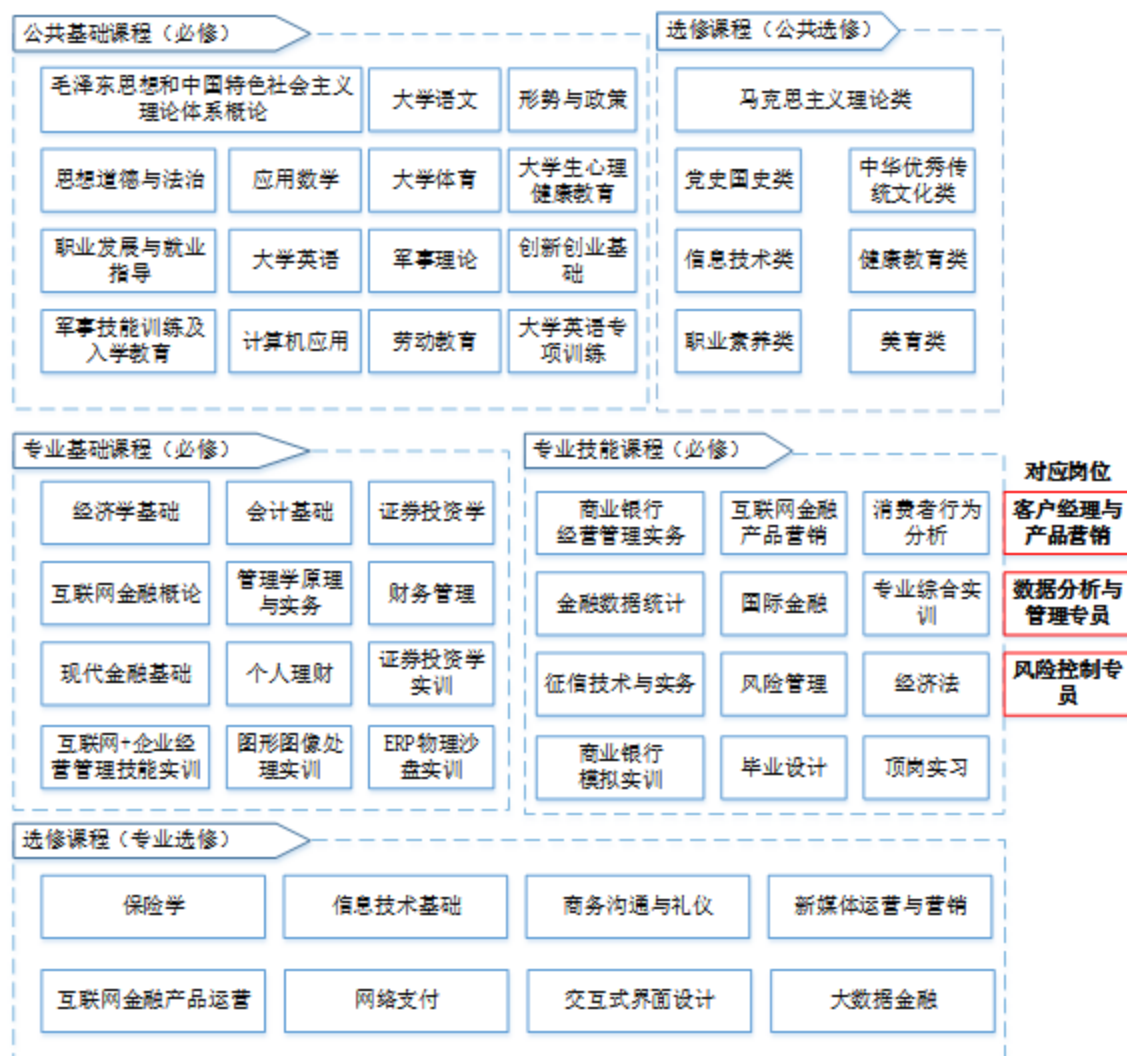 公共基础课程（必修）
毛泽东思想和中国特色社会主义
理论体系概论
大学语文
形势与政策
思想道德与法治
应用数学
大学体育
大学生心理
健康教育
职业发展与就业
指导
大学英语
军事理论
创新创业基
础
军事技能训练及
入学教育
计算机应用
劳动教育
大学英语专
项训练
选修课程（公共选修）
马克思主义理论类
党史国史类
中华优秀传
统文化类
信息技术类
健康教育类
职业素养类
美育类
专业基础课程（必修）
经济学基础
会计基础
证券投资学
互联网金融概论
管理学原理
与实务
财务管理
现代金融基础
个人理财
证券投资学
实训
互联网+企业经
营管理技能实训
图形图像处
理实训
ERP物理沙
盘实训
专业技能课程（必修）
商业银行
经营管理实务
互联网金融
产品营销
消费者行为
分析
金融数据统计
国际金融
专业综合实
训
征信技术与实务
风险管理
经济法
商业银行
模拟实训
毕业设计
顶岗实习
对应岗位
客户经理与
产品营销
数据分析与
管理专员
风险控制专
员
选修课程（专业选修）
保险学
信息技术基础
商务沟通与礼仪
新媒体运营与营销
互联网金融产品运营
网络支付
交互式界面设计
大数据金融